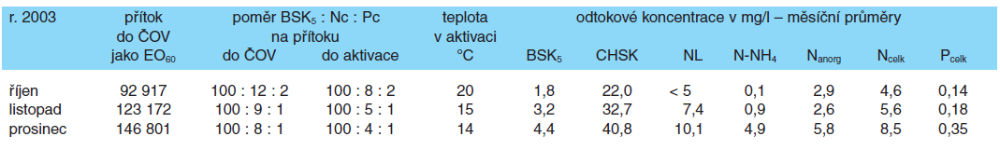 r. 2003 přítok poměr BSK₅ : Nc : Pc teplota odtokové koncentrace v mg/l – měsíční průměry
do ČOV na přítoku v aktivaci
jako EO₆₀ do ČOV do aktivace °C BSK₅ CHSK NL N-NH₄ Nanorg Ncelk Pcelk
říjen 92 917 100 : 12 : 2 100 : 8 : 2 20 1,8 22,0 < 5 0,1 2,9 4,6 0,14
listopad 123 172 100 : 9 : 1 100 : 5 : 1 15 3,2 32,7 7,4 0,9 2,6 5,6 0,18
prosinec 146 801 100 : 8 : 1 100 : 4 : 1 14 4,4 40,8 10,1 4,9 5,8 8,5 0,35